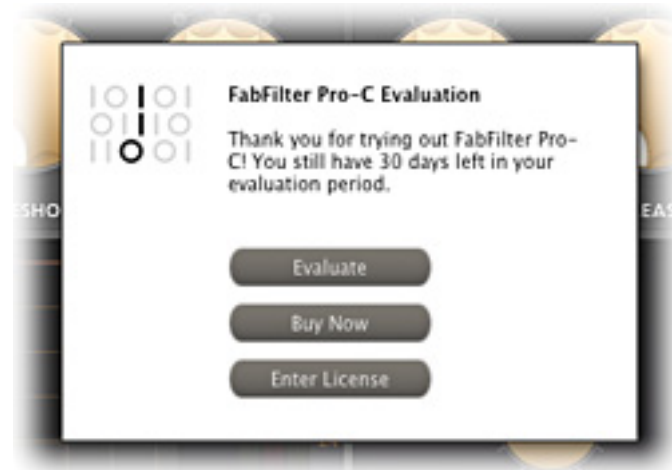 FabFilter Pro-C Evaluation
Thank you for trying out FabFilter Pro-
C! You still have 30 days left in your
evaluation period.
Evaluate
Buy Now
Enter License